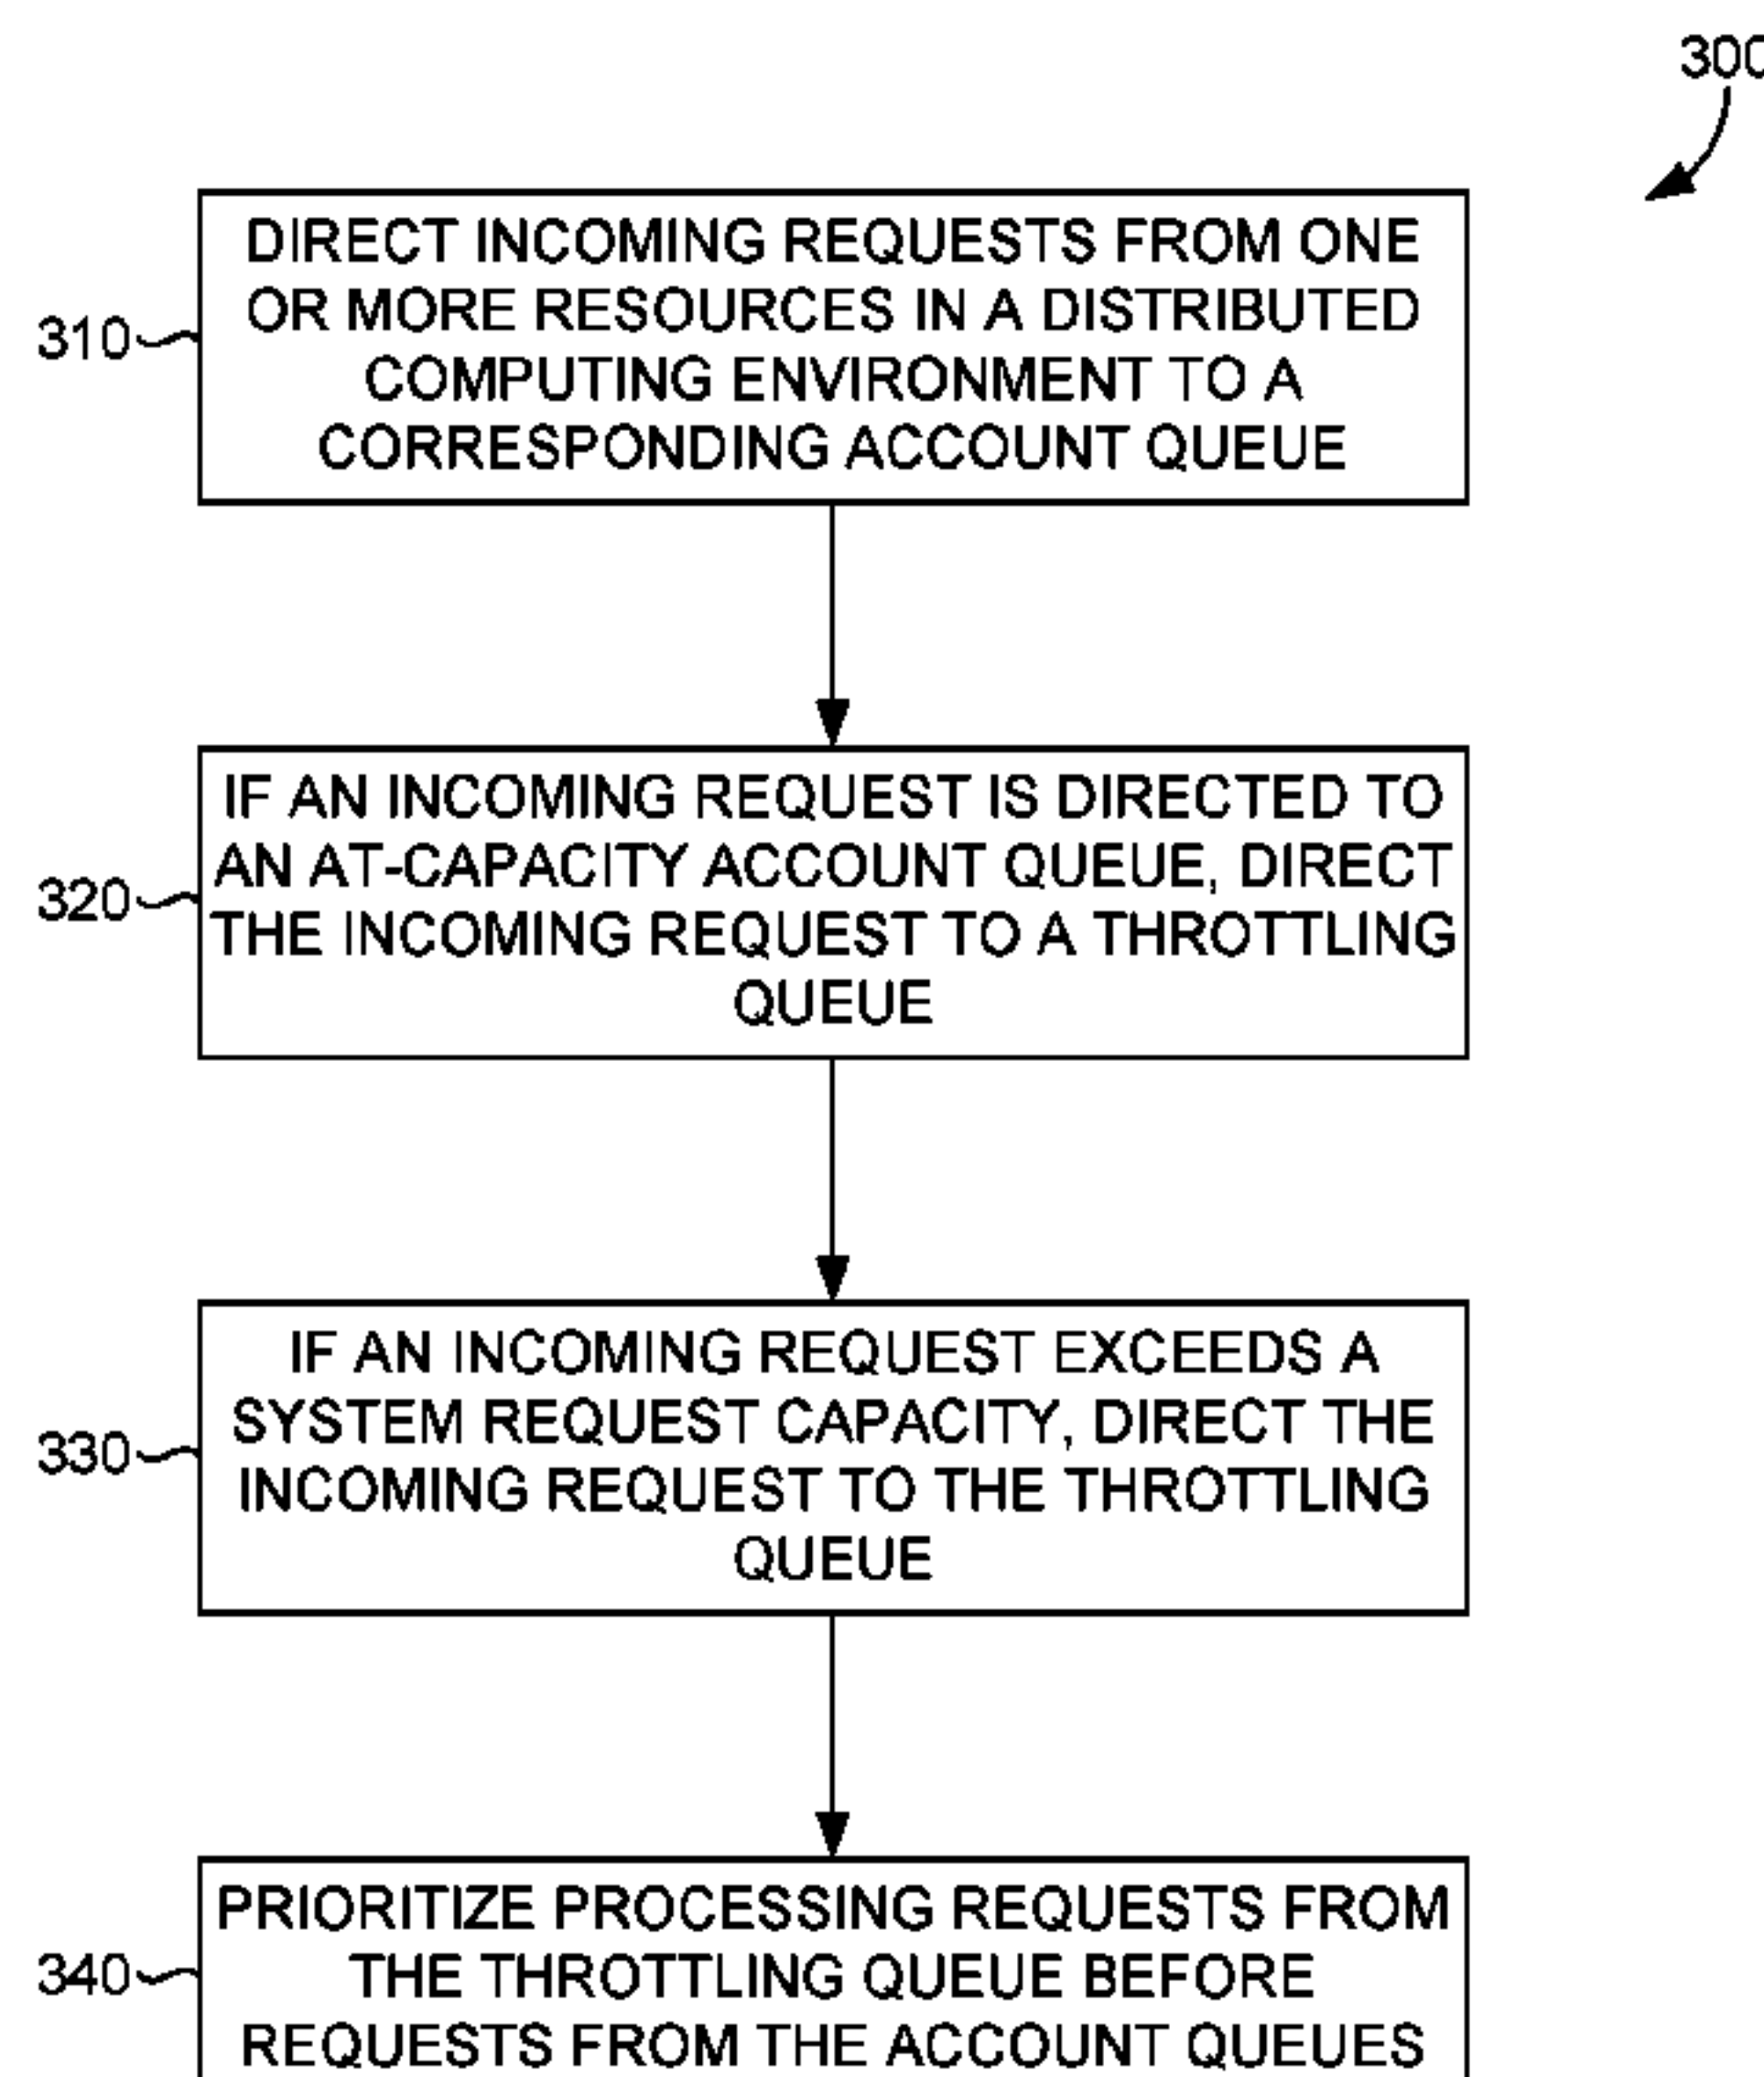 300
DIRECT INCOMING REQUESTS FROM ONE
OR MORE RESOURCES IN A DISTRIBUTED
COMPUTING ENVIRONMENT TO A
CORRESPONDING ACCOUNT QUEUE
310
IF AN INCOMING REQUEST IS DIRECTED TO
AN AT-CAPACITY ACCOUNT QUEUE, DIRECT
THE INCOMING REQUEST TO A THROTTLING
QUEUE
320
IF AN INCOMING REQUEST EXCEEDS A
SYSTEM REQUEST CAPACITY, DIRECT THE
INCOMING REQUEST TO THE THROTTLING
QUEUE
330
PRIORITIZE PROCESSING REQUESTS FROM
THE THROTTLING QUEUE BEFORE
REQUESTS FROM THE ACCOUNT QUEUES
340